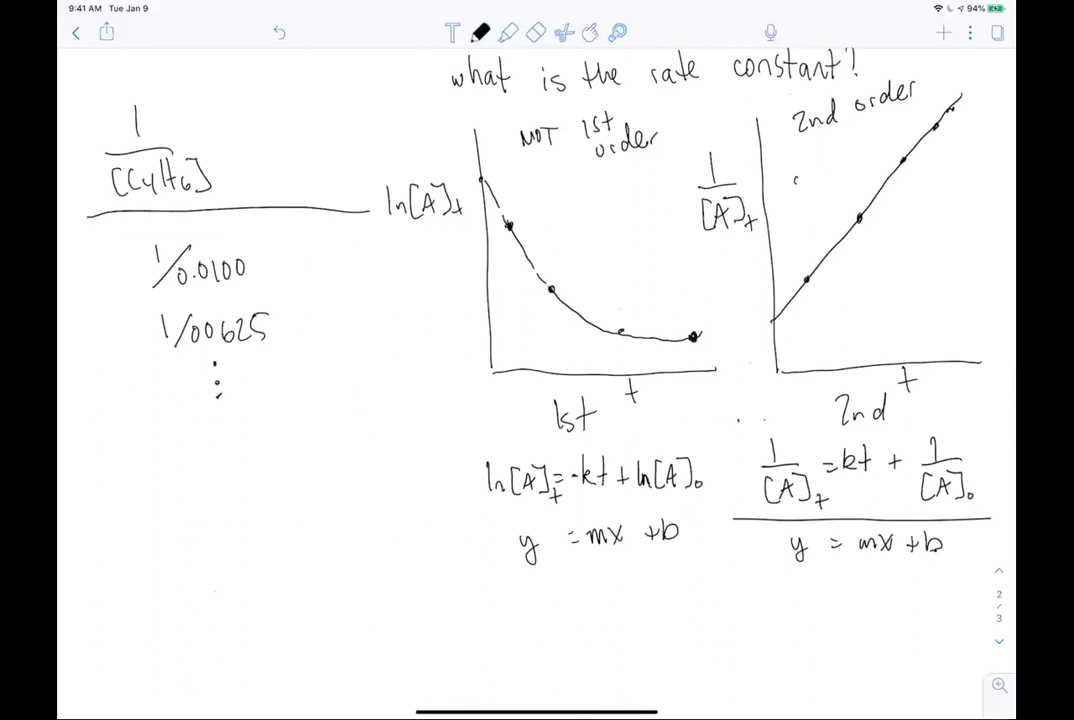 9:41 AM Tue Jan 9
94%
what is the rate constant?
1
[C4H6]
1/0.0100
1/00625
NOT 1st
order
ln[A]t
t
1st
ln[A]t = -kt + ln[A]0
y = mx + b
2nd order
1
[A]t
t
2nd
1/[A]t = kt + 1/[A]0
y = mx + b
2
/
3